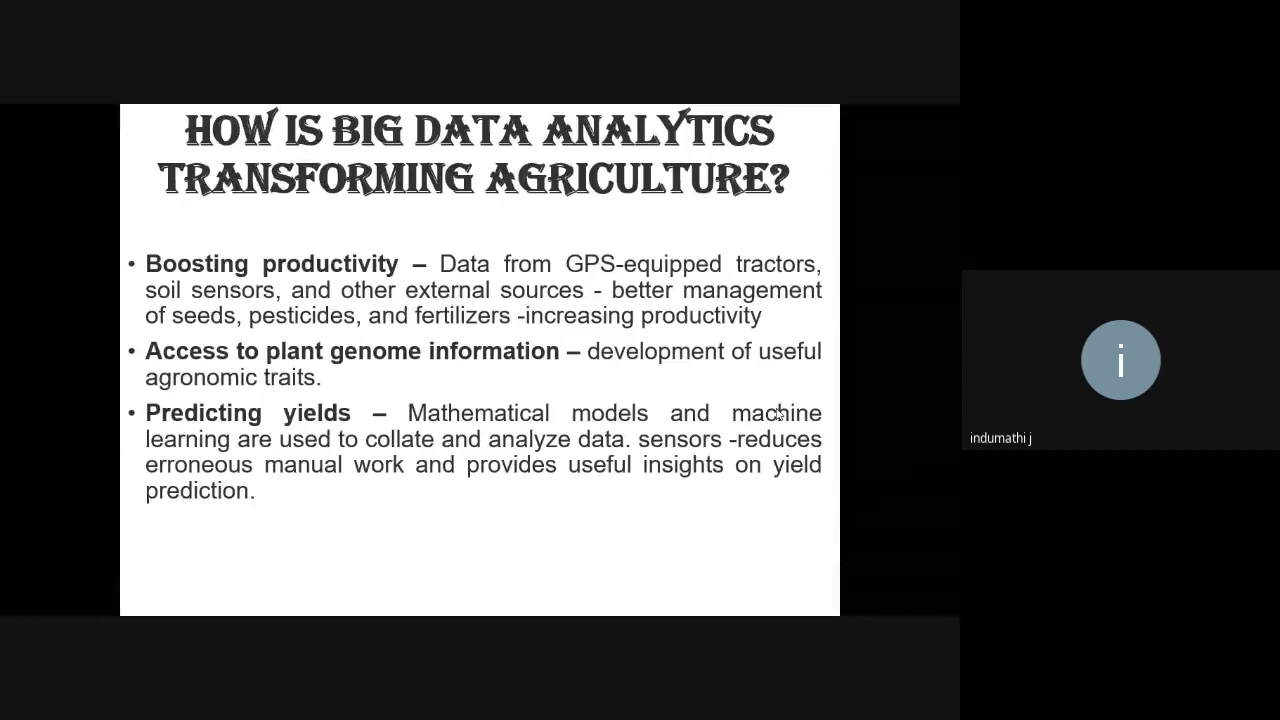 HOW IS BIG DATA ANALYTICS
TRANSFORMING AGRICULTURE?
• Boosting productivity – Data from GPS-equipped tractors,
soil sensors, and other external sources - better management
of seeds, pesticides, and fertilizers -increasing productivity
• Access to plant genome information – development of useful
agronomic traits.
• Predicting yields – Mathematical models and machine
learning are used to collate and analyze data. sensors -reduces
erroneous manual work and provides useful insights on yield
prediction.
i
indumathi j